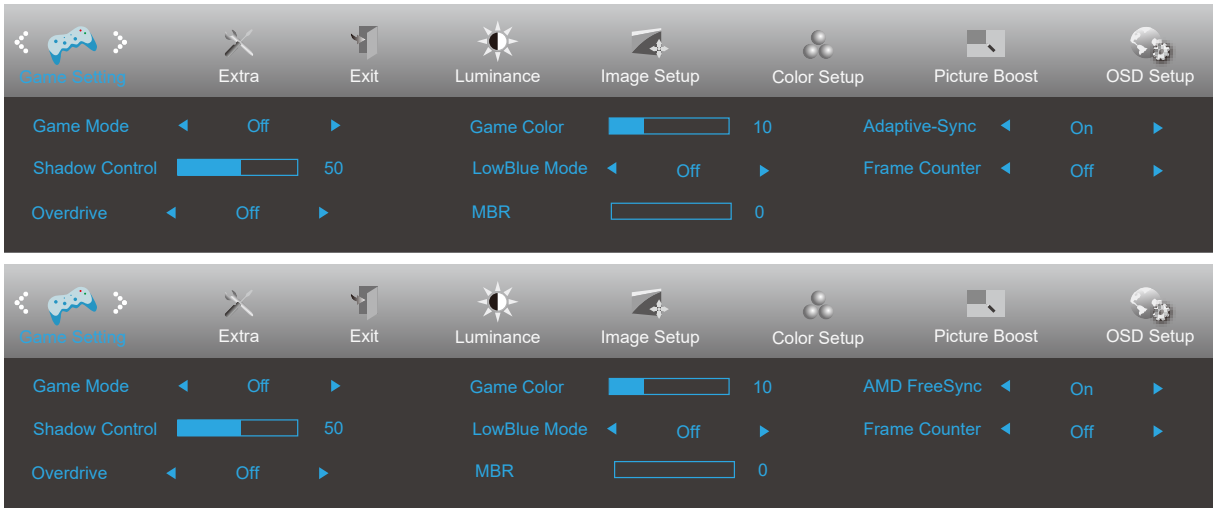 Game Setting Extra Exit Luminance Image Setup Color Setup Picture Boost OSD Setup
Game Mode Off Game Color 10 Adaptive-Sync On
Shadow Control 50 LowBlue Mode Off Frame Counter Off
Overdrive Off MBR 0
Game Setting Extra Exit Luminance Image Setup Color Setup Picture Boost OSD Setup
Game Mode Off Game Color 10 AMD FreeSync On
Shadow Control 50 LowBlue Mode Off Frame Counter Off
Overdrive Off MBR 0